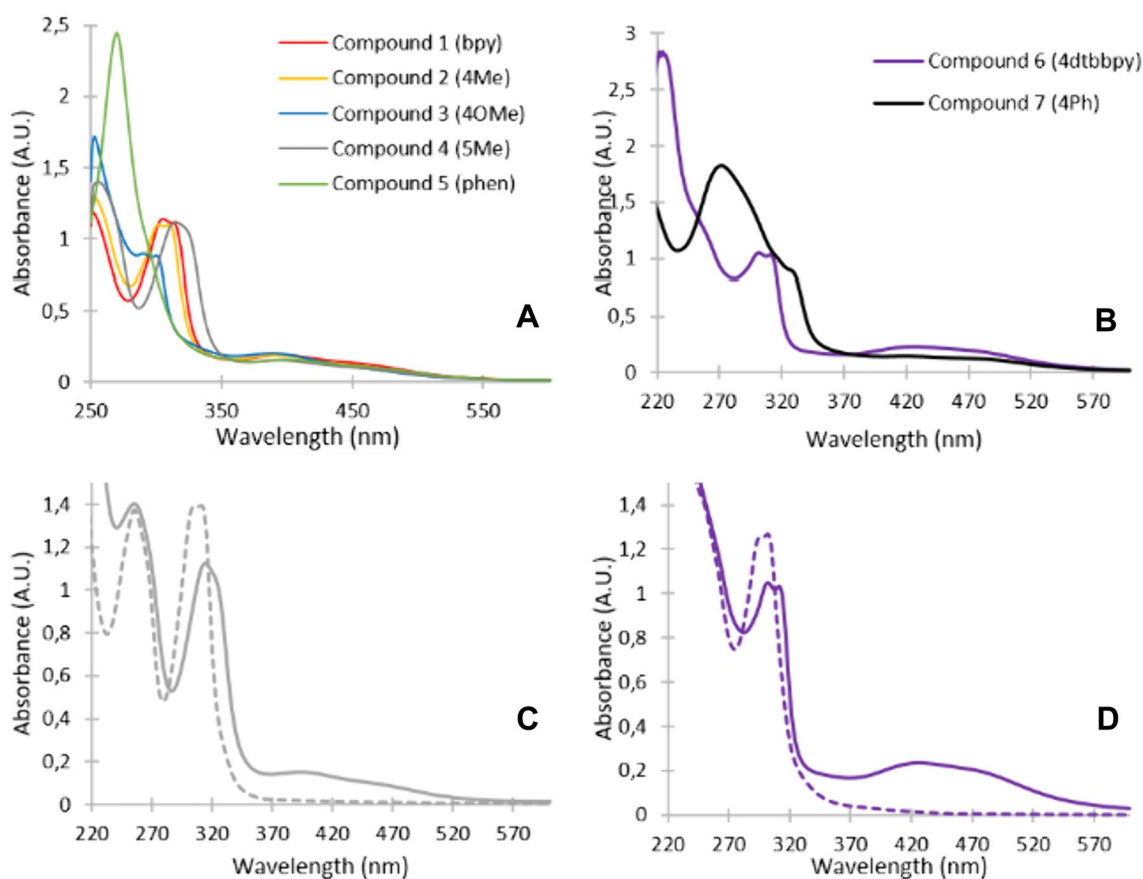 2,5
2
1,5
1
0,5
0
Absorbance (A.U.)
250 350 450 550
Wavelength (nm)
Compound 1 (bpy)
Compound 2 (4Me)
Compound 3 (4OMe)
Compound 4 (5Me)
Compound 5 (phen)
A
3
2,5
2
1,5
1
0,5
0
Absorbance (A.U.)
220 270 320 370 420 470 520 570
Wavelength (nm)
Compound 6 (4dtbbpy)
Compound 7 (4Ph)
B
1,4
1,2
1
0,8
0,6
0,4
0,2
0
Absorbance (A.U.)
220 270 320 370 420 470 520 570
Wavelength (nm)
C
1,4
1,2
1
0,8
0,6
0,4
0,2
0
Absorbance (A.U.)
220 270 320 370 420 470 520 570
Wavelength (nm)
D